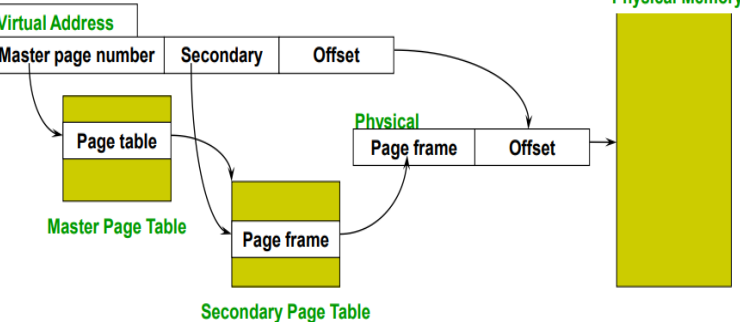 Physical Memory
Virtual Address
Master page number Secondary Offset
Physical
Page table
Page frame Offset
Master Page Table
Page frame
Secondary Page Table